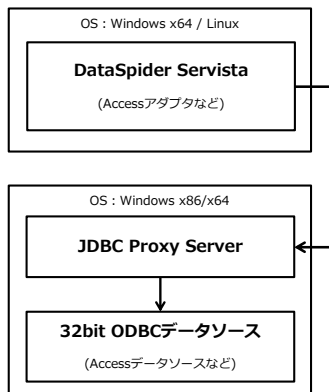 OS : Windows x64 / Linux
DataSpider Servista
(Accessアダプタなど)
OS : Windows x86/x64
JDBC Proxy Server
32bit ODBCデータソース
(Accessデータソースなど)